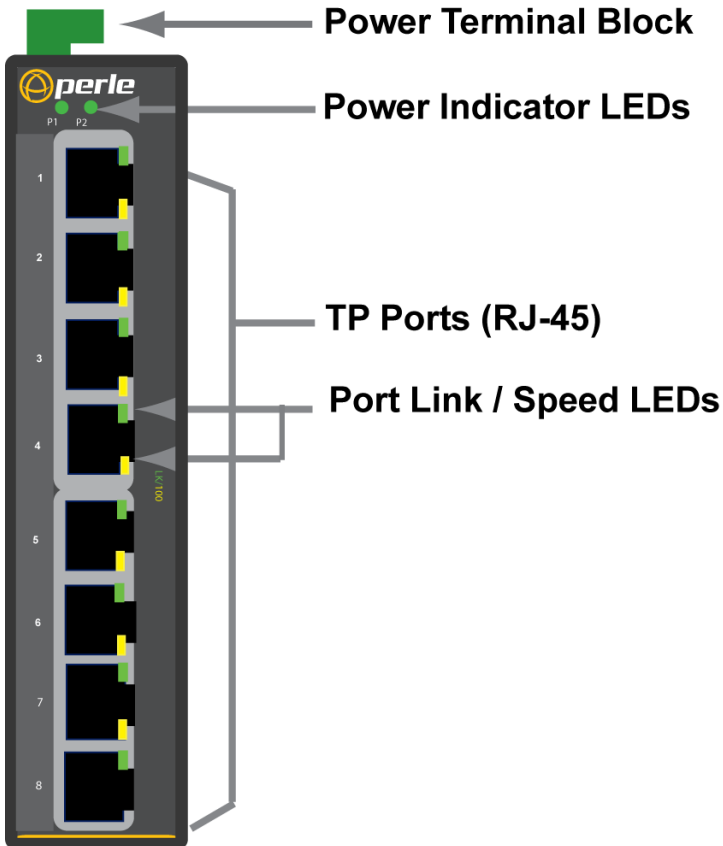 Power Terminal Block
perle
Power Indicator LEDs
P1 P2
1
2
3
TP Ports (RJ-45)
Port Link / Speed LEDs
4
LK/100
5
6
7
8